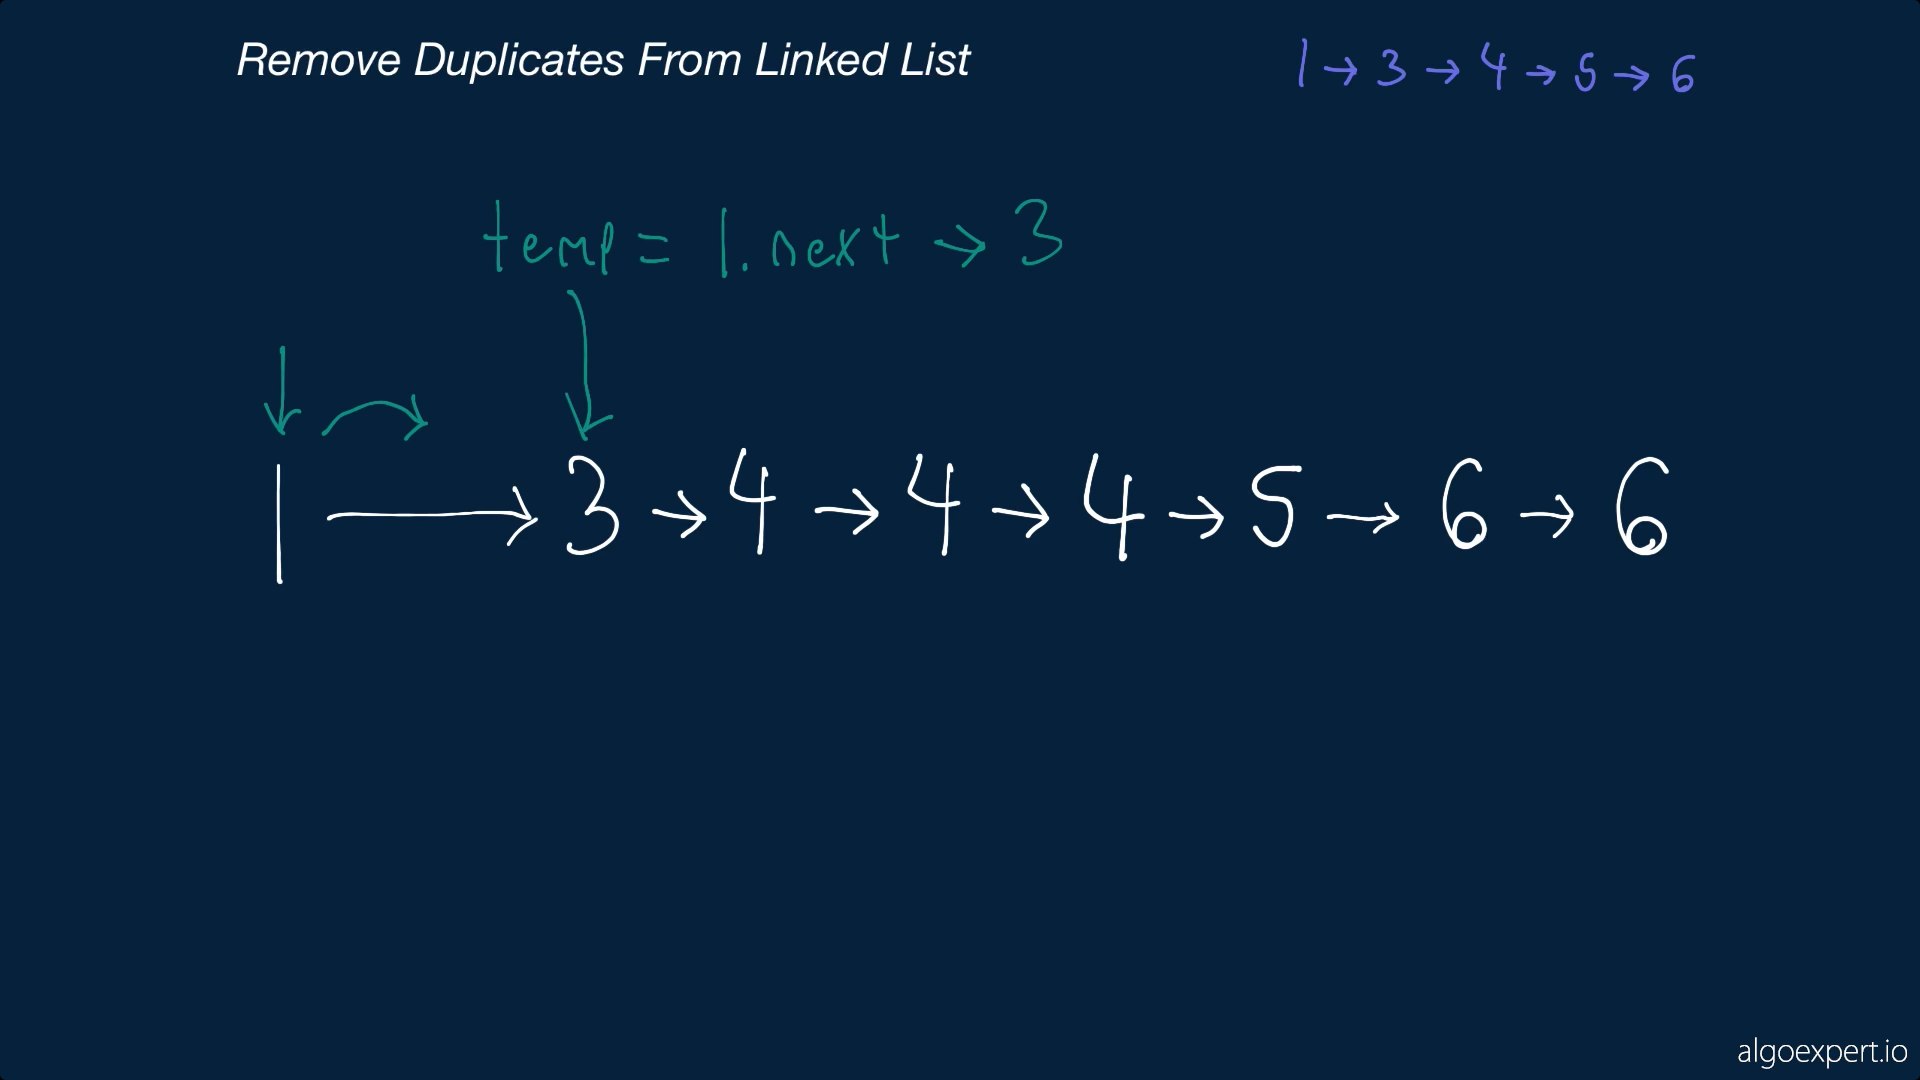 Remove Duplicates From Linked List
1 → 3 → 4 → 5 → 6
temp = 1.next → 3
1 → 3 → 4 → 4 → 4 → 5 → 6 → 6
algoexpert.io